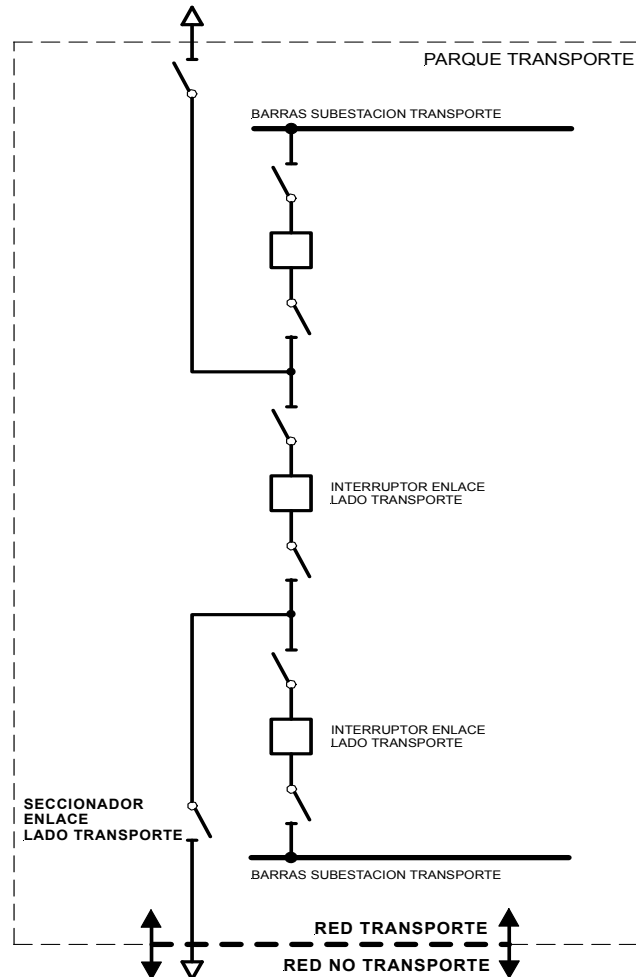 PARQUE TRANSPORTE
BARRAS SUBESTACION TRANSPORTE
INTERRUPTOR ENLACE
LADO TRANSPORTE
INTERRUPTOR ENLACE
LADO TRANSPORTE
SECCIONADOR
ENLACE
LADO TRANSPORTE
BARRAS SUBESTACION TRANSPORTE
RED TRANSPORTE
RED NO TRANSPORTE